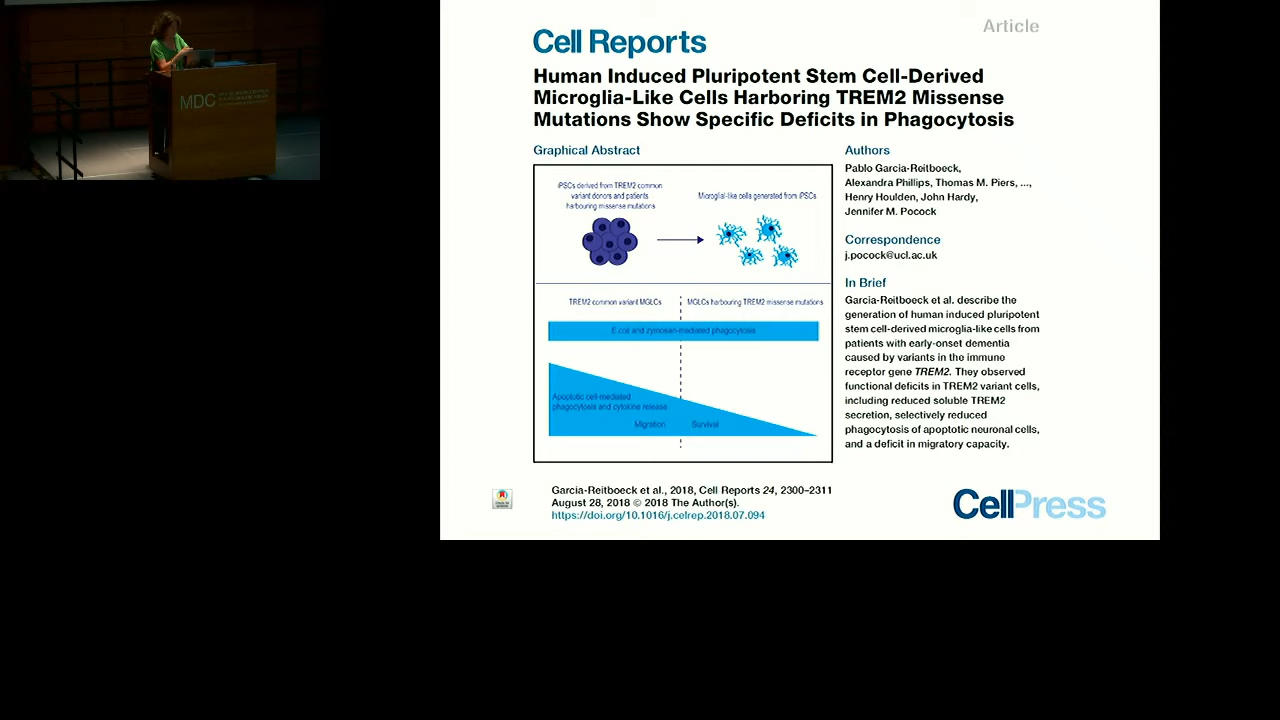 MDC
Article
Cell Reports
Human Induced Pluripotent Stem Cell-Derived
Microglia-Like Cells Harboring TREM2 Missense
Mutations Show Specific Deficits in Phagocytosis
Graphical Abstract
iPSCs derived from TREM2 common
variant donors and patients
harbouring missense mutations
Microglial-like cells generated from iPSCs
TREM2 common variant MGLCs
MGLCs harbouring TREM2 missense mutations
E.coli and zymosan-mediated phagocytosis
Apoptotic cell-mediated
phagocytosis and cytokine release
Migration
Survival
Authors
Pablo Garcia-Reitboeck,
Alexandra Phillips, Thomas M. Piers, ...,
Henry Houlden, John Hardy,
Jennifer M. Pocock
Correspondence
j.pocock@ucl.ac.uk
In Brief
Garcia-Reitboeck et al. describe the
generation of human induced pluripotent
stem cell-derived microglia-like cells from
patients with early-onset dementia
caused by variants in the immune
receptor gene TREM2. They observed
functional deficits in TREM2 variant cells,
including reduced soluble TREM2
secretion, selectively reduced
phagocytosis of apoptotic neuronal cells,
and a deficit in migratory capacity.
Garcia-Reitboeck et al., 2018, Cell Reports 24, 2300–2311
August 28, 2018 © 2018 The Author(s).
https://doi.org/10.1016/j.celrep.2018.07.094
CellPress